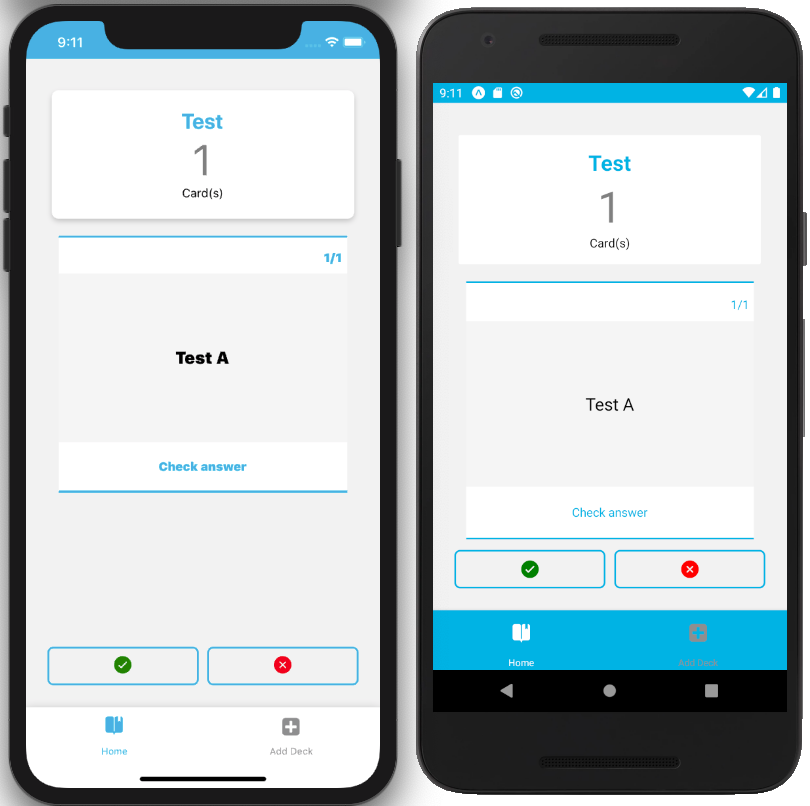 9:11
Test
1
Card(s)
1/1
Test A
Check answer
Home
Add Deck
9:11
Test
1
Card(s)
1/1
Test A
Check answer
Home
Add Deck